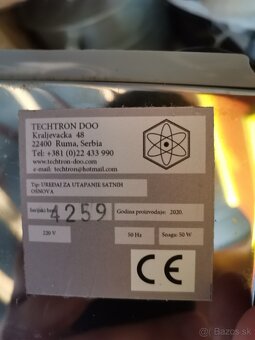 TECHTRON DOO
Kraljevacka 48
22400 Ruma, Serbia
Tel: +381 (0)22 433 990
www.techtron-doo.com
e-mail: techtron@hotmail.com
Tip: UREĐAJ ZA UTAPANJE SATNIH OSNOVA
Serijski broj: 4259
Godina proizvodnje: 2020.
220 V
50 Hz
Snaga: 50 W
CE
bazos.sk